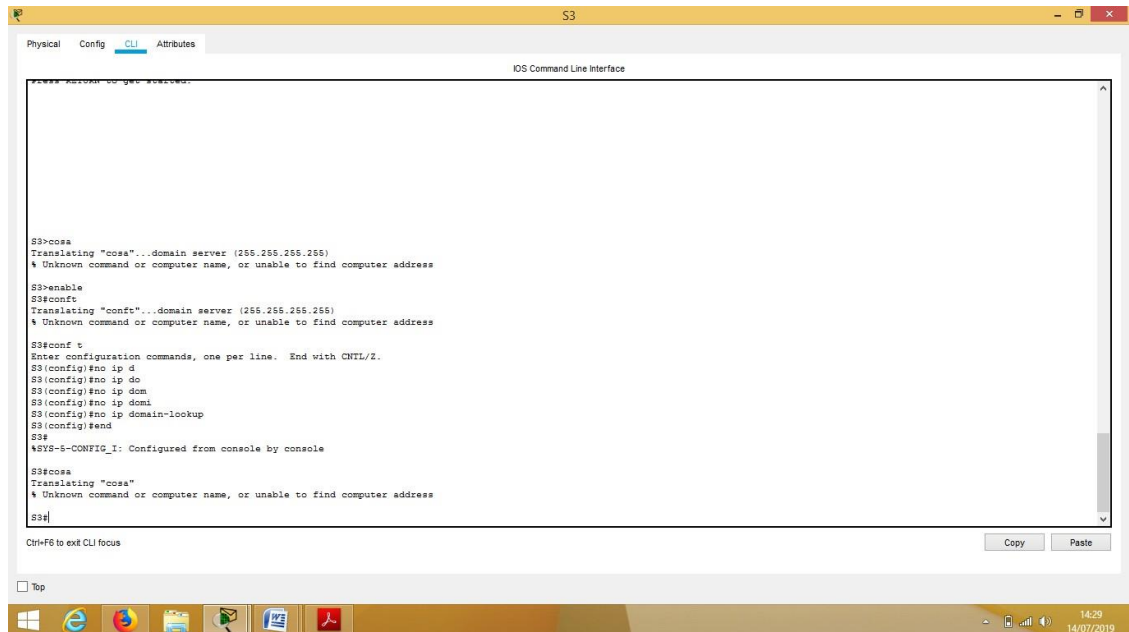 S3
Physical Config CLI Attributes
IOS Command Line Interface
Press RETURN to get started.
S3>cosa
Translating "cosa"...domain server (255.255.255.255)
% Unknown command or computer name, or unable to find computer address
S3>enable
S3#conft
Translating "conft"...domain server (255.255.255.255)
% Unknown command or computer name, or unable to find computer address
S3#conf t
Enter configuration commands, one per line. End with CNTL/Z.
S3(config)#no ip d
S3(config)#no ip do
S3(config)#no ip dom
S3(config)#no ip domi
S3(config)#no ip domain-lookup
S3(config)#end
S3#
%SYS-5-CONFIG_I: Configured from console by console
S3#cosa
Translating "cosa"
% Unknown command or computer name, or unable to find computer address
S3#
Ctrl+F6 to exit CLI focus
Copy Paste
Top
14:29
14/07/2019